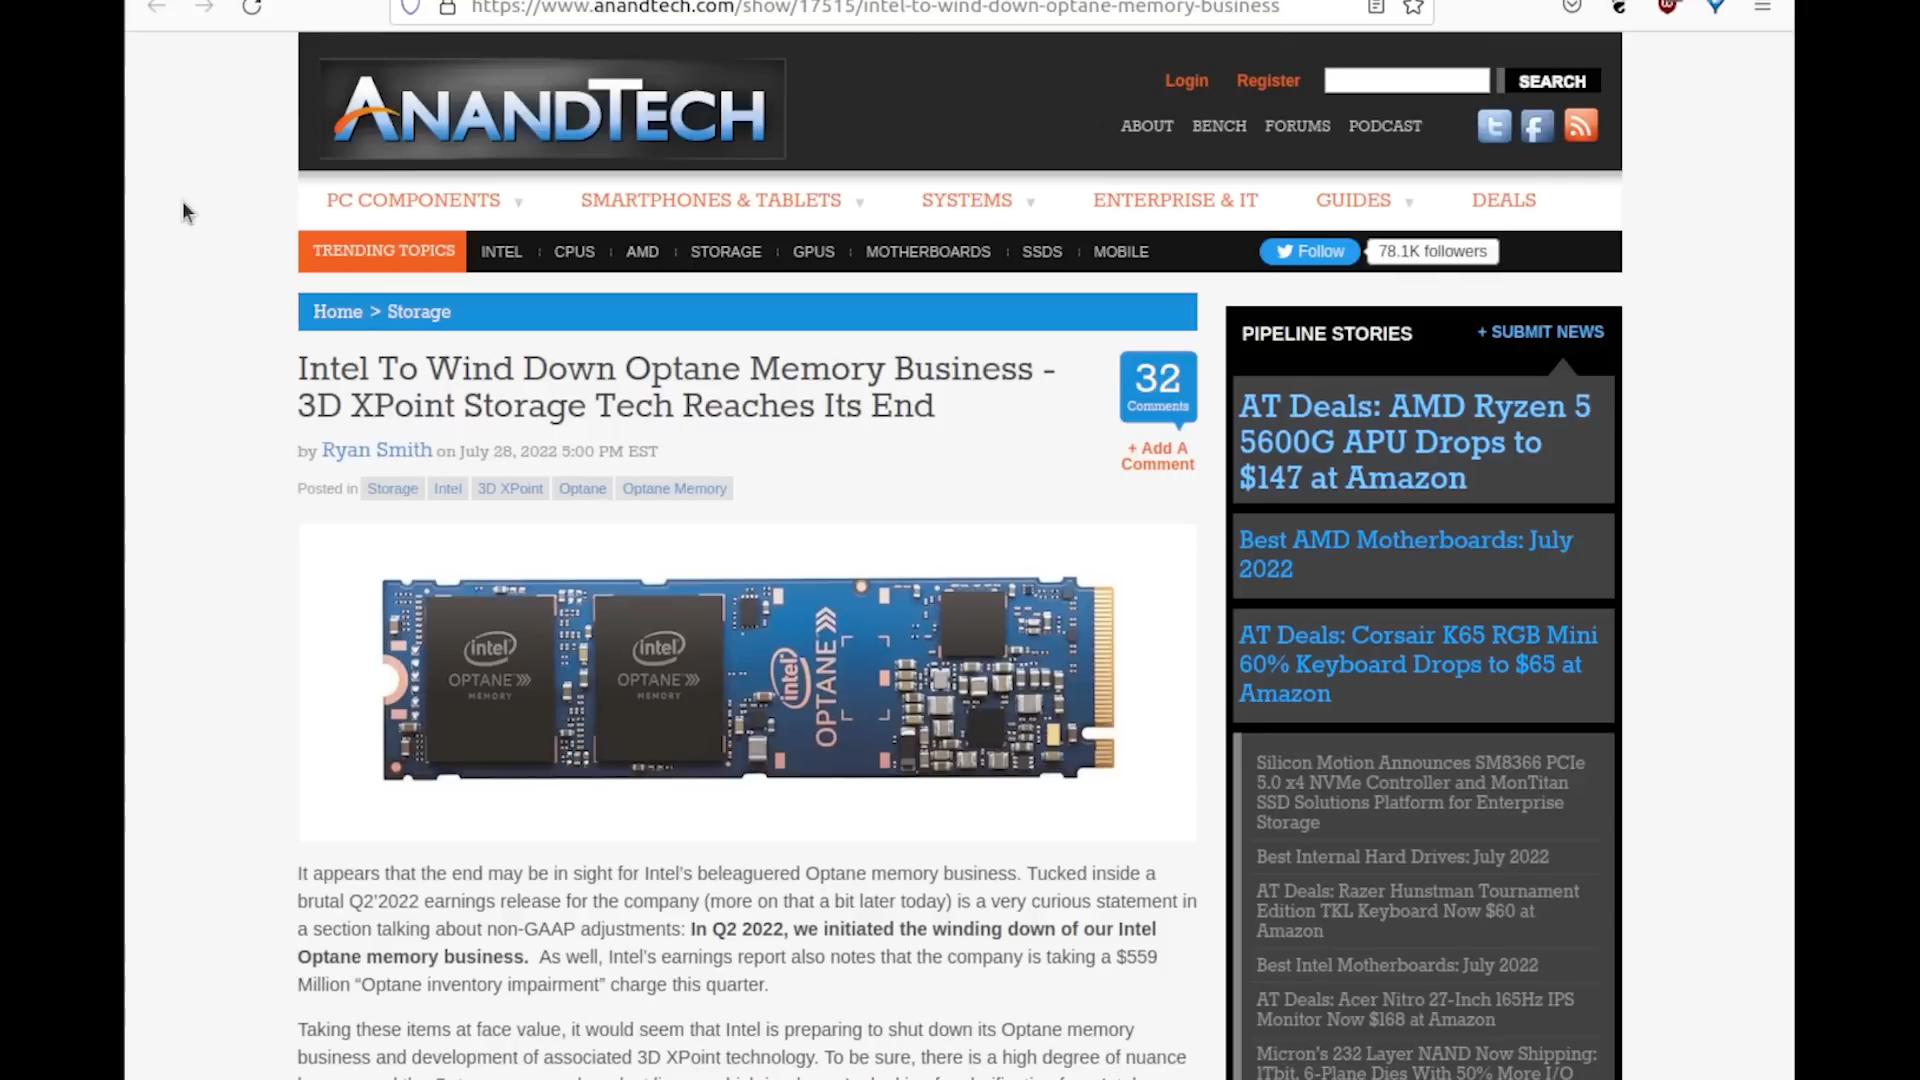 https://www.anandtech.com/show/17515/intel-to-wind-down-optane-memory-business
ANANDTECH
Login Register SEARCH
ABOUT BENCH FORUMS PODCAST
PC COMPONENTS SMARTPHONES & TABLETS SYSTEMS ENTERPRISE & IT GUIDES DEALS
TRENDING TOPICS INTEL CPUS AMD STORAGE GPUS MOTHERBOARDS SSDS MOBILE Follow 78.1K followers
Home > Storage
Intel To Wind Down Optane Memory Business -
3D XPoint Storage Tech Reaches Its End
by Ryan Smith on July 28, 2022 5:00 PM EST
Posted in Storage Intel 3D XPoint Optane Optane Memory
32
Comments
+ Add A
Comment
intel
OPTANE
MEMORY
intel
OPTANE
MEMORY
intel
OPTANE
It appears that the end may be in sight for Intel's beleaguered Optane memory business. Tucked inside a
brutal Q2'2022 earnings release for the company (more on that a bit later today) is a very curious statement in
a section talking about non-GAAP adjustments: In Q2 2022, we initiated the winding down of our Intel
Optane memory business. As well, Intel's earnings report also notes that the company is taking a $559
Million “Optane inventory impairment” charge this quarter.
Taking these items at face value, it would seem that Intel is preparing to shut down its Optane memory
business and development of associated 3D XPoint technology. To be sure, there is a high degree of nuance
PIPELINE STORIES + SUBMIT NEWS
AT Deals: AMD Ryzen 5
5600G APU Drops to
$147 at Amazon
Best AMD Motherboards: July
2022
AT Deals: Corsair K65 RGB Mini
60% Keyboard Drops to $65 at
Amazon
Silicon Motion Announces SM8366 PCIe
5.0 x4 NVMe Controller and MonTitan
SSD Solutions Platform for Enterprise
Storage
Best Internal Hard Drives: July 2022
AT Deals: Razer Hunstman Tournament
Edition TKL Keyboard Now $60 at
Amazon
Best Intel Motherboards: July 2022
AT Deals: Acer Nitro 27-Inch 165Hz IPS
Monitor Now $168 at Amazon
Micron's 232 Layer NAND Now Shipping:
1Tbit, 6-Plane Dies With 50% More I/O